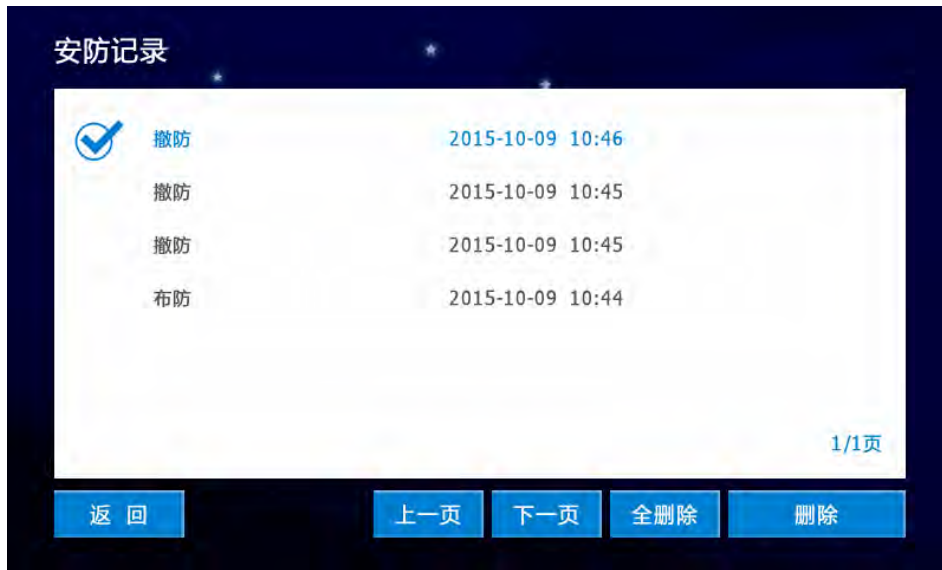 安防记录
撤防 2015-10-09 10:46
撤防 2015-10-09 10:45
撤防 2015-10-09 10:45
布防 2015-10-09 10:44
1/1页
返 回 上一页 下一页 全删除 删除